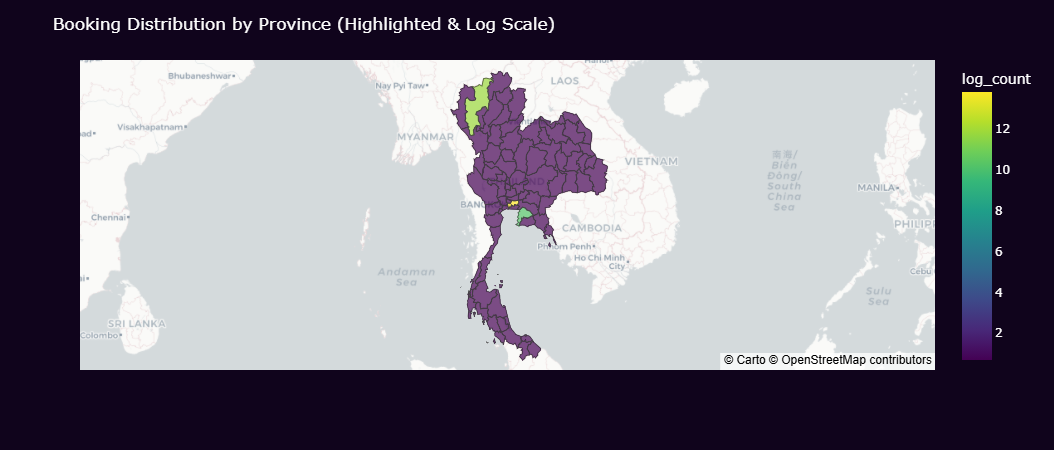 Booking Distribution by Province (Highlighted & Log Scale)
log_count
12
10
8
6
4
2
Bhubaneshwar
Nay Pyi Taw
LAOS
Visakhapatnam
MYANMAR
VIETNAM
南海/
Biển
Đông/
South
China
Sea
MANILA
Chennai
CAMBODIA
Phnom Penh
Ho Chi Minh
City
Andaman
Sea
Cebu
Sulu
Sea
SRI LANKA
Colombo
© Carto © OpenStreetMap contributors